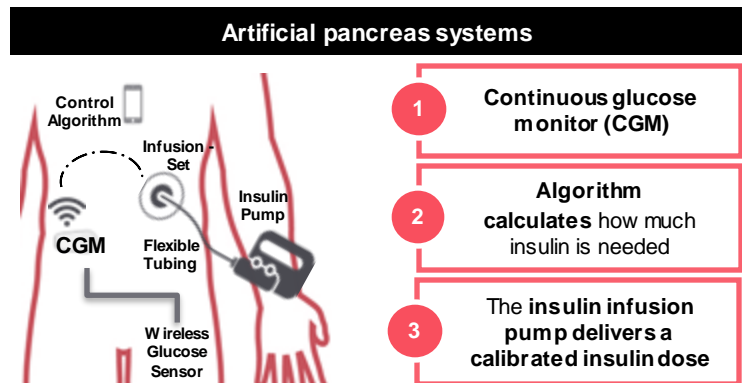 Artificial pancreas systems
Control
Algorithm
Infusion -
Set
Insulin
Pump
CGM
Flexible
Tubing
Wireless
Glucose
Sensor
1
Continuous glucose
monitor (CGM)
2
Algorithm
calculates how much
insulin is needed
3
The insulin infusion
pump delivers a
calibrated insulin dose